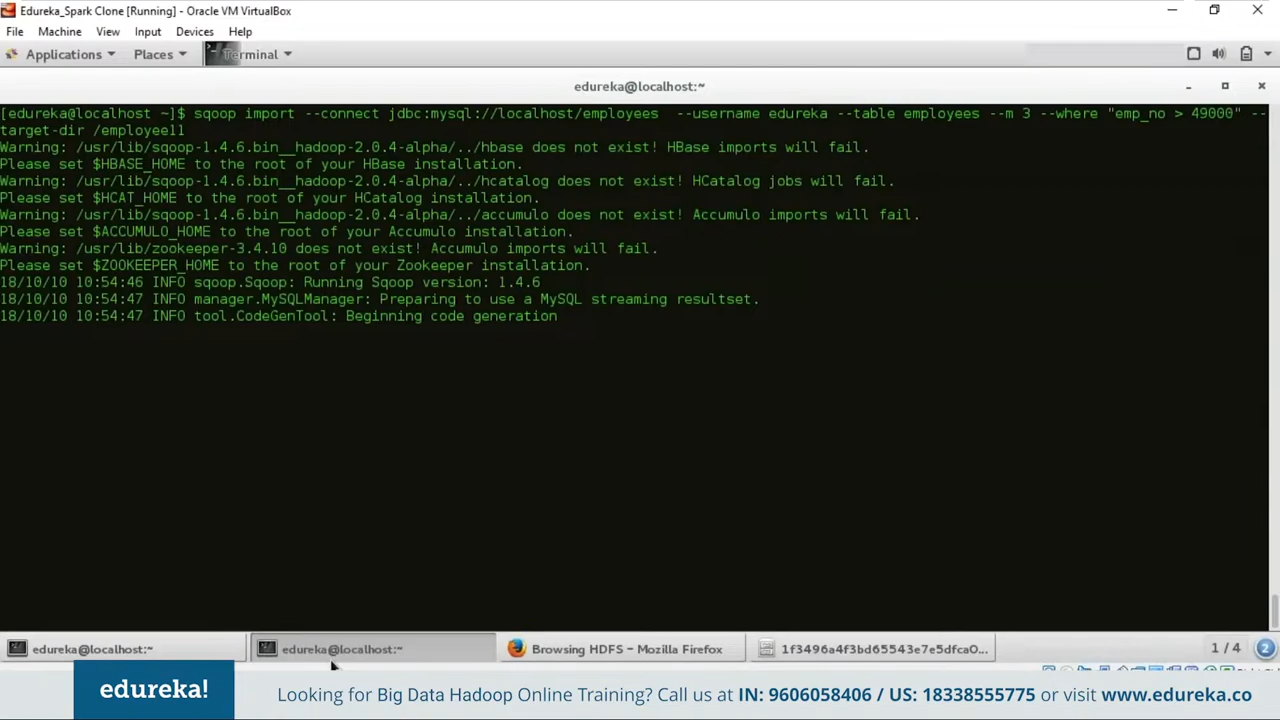 Edureka_Spark Clone [Running] - Oracle VM VirtualBox
File Machine View Input Devices Help
Applications Places Terminal
edureka@localhost:~
[edureka@localhost ~]$ sqoop import --connect jdbc:mysql://localhost/employees  --username edureka --table employees --m 3 --where "emp_no > 49000" --
target-dir /employee11
Warning: /usr/lib/sqoop-1.4.6.bin__hadoop-2.0.4-alpha/../hbase does not exist! HBase imports will fail.
Please set $HBASE_HOME to the root of your HBase installation.
Warning: /usr/lib/sqoop-1.4.6.bin__hadoop-2.0.4-alpha/../hcatalog does not exist! HCatalog jobs will fail.
Please set $HCAT_HOME to the root of your HCatalog installation.
Warning: /usr/lib/sqoop-1.4.6.bin__hadoop-2.0.4-alpha/../accumulo does not exist! Accumulo imports will fail.
Please set $ACCUMULO_HOME to the root of your Accumulo installation.
Warning: /usr/lib/zookeeper-3.4.10 does not exist! Accumulo imports will fail.
Please set $ZOOKEEPER_HOME to the root of your Zookeeper installation.
18/10/10 10:54:46 INFO sqoop.Sqoop: Running Sqoop version: 1.4.6
18/10/10 10:54:47 INFO manager.MySQLManager: Preparing to use a MySQL streaming resultset.
18/10/10 10:54:47 INFO tool.CodeGenTool: Beginning code generation
edureka@localhost:~ edureka@localhost:~ Browsing HDFS - Mozilla Firefox 1f3496a4f3bd65543e7e5dfca0... 1 / 4 2
edureka! Looking for Big Data Hadoop Online Training? Call us at IN: 9606058406 / US: 18338555775 or visit www.edureka.co